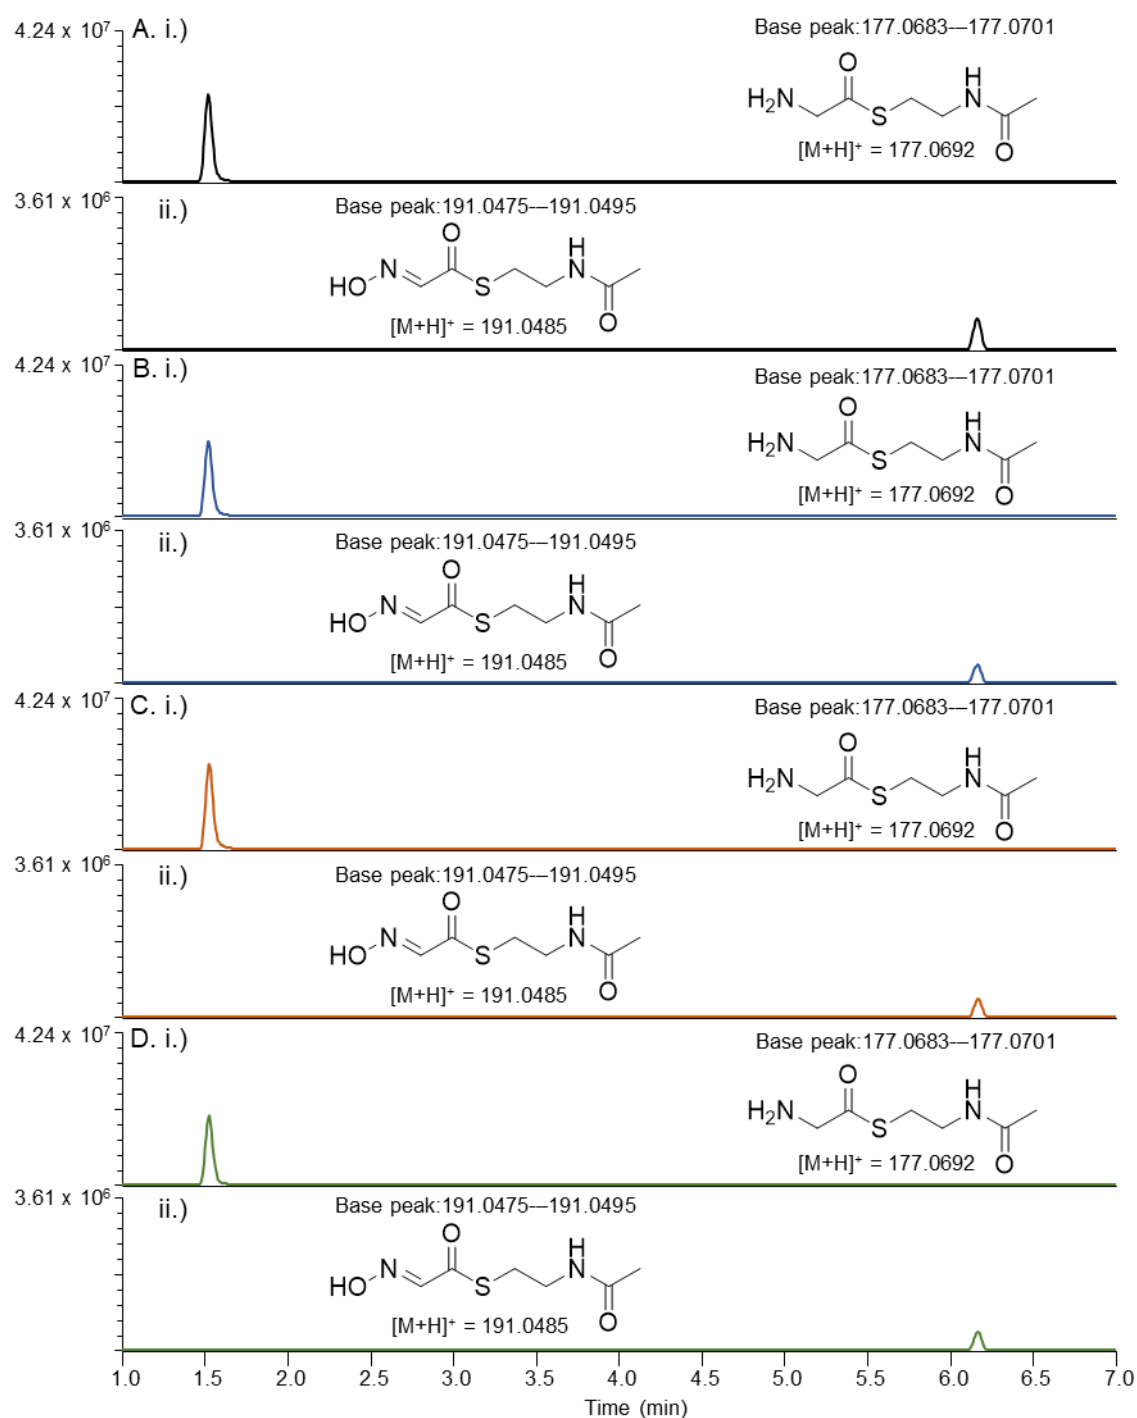 4.24 x 10⁷
A. i.)
Base peak:177.0683-–177.0701
O
H₂N
S
H
N
O
[M+H]⁺ = 177.0692
3.61 x 10⁶
ii.)
Base peak:191.0475-–191.0495
HO
N
O
S
H
N
O
[M+H]⁺ = 191.0485
4.24 x 10⁷
B. i.)
Base peak:177.0683-–177.0701
O
H₂N
S
H
N
O
[M+H]⁺ = 177.0692
3.61 x 10⁶
ii.)
Base peak:191.0475-–191.0495
HO
N
O
S
H
N
O
[M+H]⁺ = 191.0485
4.24 x 10⁷
C. i.)
Base peak:177.0683-–177.0701
O
H₂N
S
H
N
O
[M+H]⁺ = 177.0692
3.61 x 10⁶
ii.)
Base peak:191.0475-–191.0495
HO
N
O
S
H
N
O
[M+H]⁺ = 191.0485
4.24 x 10⁷
D. i.)
Base peak:177.0683-–177.0701
O
H₂N
S
H
N
O
[M+H]⁺ = 177.0692
3.61 x 10⁶
ii.)
Base peak:191.0475-–191.0495
HO
N
O
S
H
N
O
[M+H]⁺ = 191.0485
1.0 1.5 2.0 2.5 3.0 3.5 4.0 4.5 5.0 5.5 6.0 6.5 7.0
Time (min)